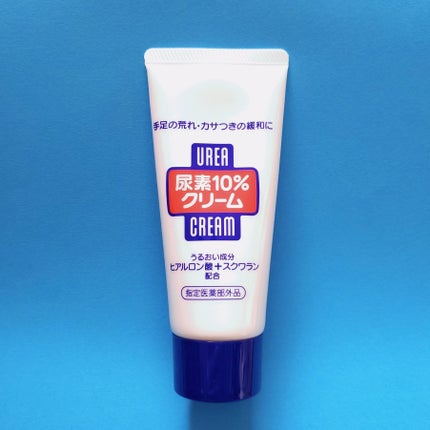 手足の荒れ・カサつきの緩和に
UREA
尿素10%
クリーム
CREAM
うるおい成分
ヒアルロン酸+スクワラン
配合
指定医薬部外品